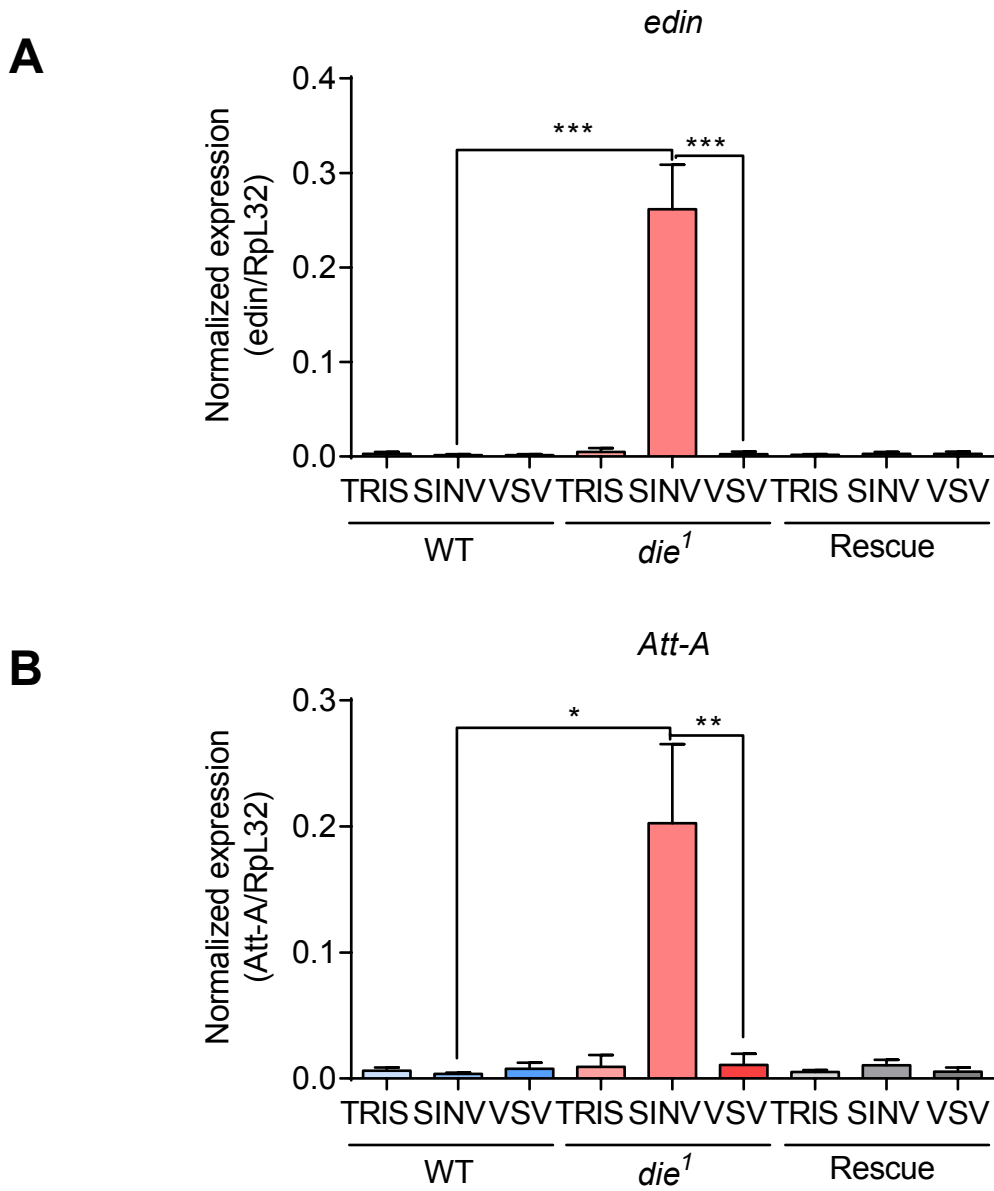 A
edin
Normalized expression
(edin/RpL32)
0.4
0.3
0.2
0.1
0.0
*** ***
TRIS SINV VSV TRIS SINV VSV TRIS SINV VSV
WT die¹ Rescue
B
Att-A
Normalized expression
(Att-A/RpL32)
0.3
0.2
0.1
0.0
* **
TRIS SINV VSV TRIS SINV VSV TRIS SINV VSV
WT die¹ Rescue